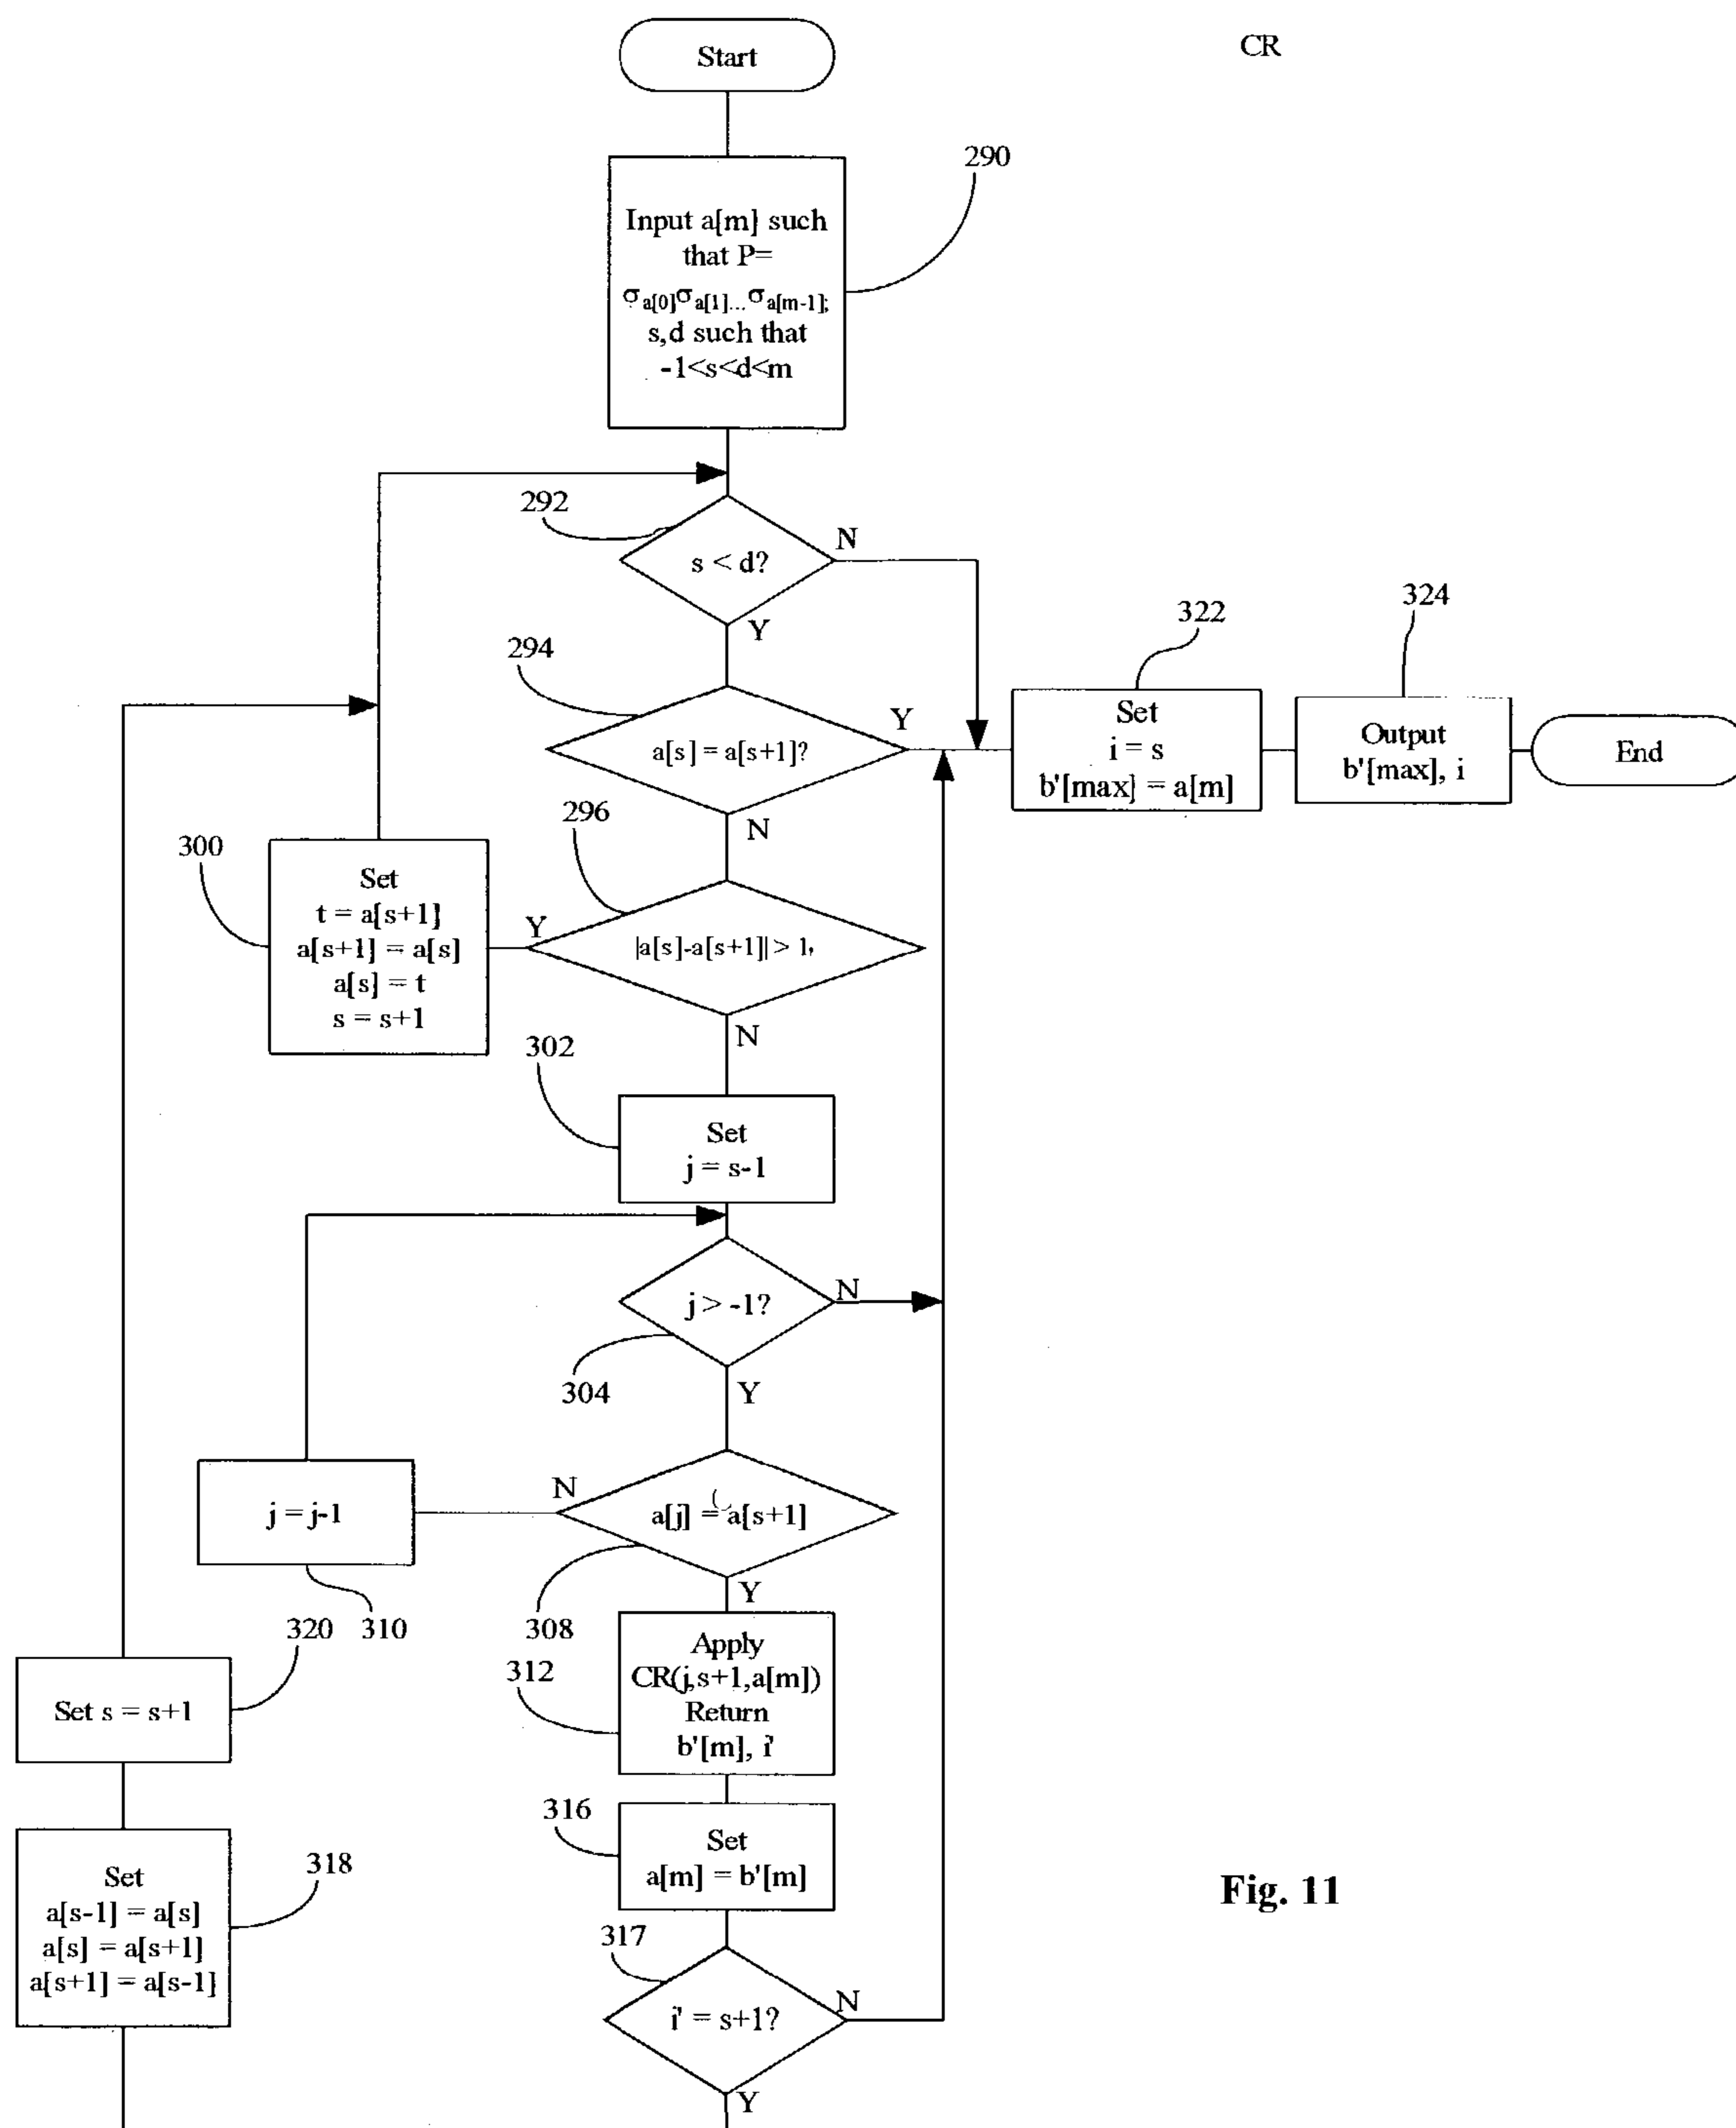 Start
CR
290
Input a[m] such
that P=
σa[0]σa[1]...σa[m-1];
s,d such that
-1<s<d<m
292
s < d?
N
Y
294
a[s] = a[s+1]?
Y
N
322
Set
i = s
b'[max] = a[m]
324
Output
b'[max], i
End
296
|a[s]-a[s+1]| > 1,
Y
N
300
Set
t = a[s+1]
a[s+1] = a[s]
a[s] = t
s = s+1
302
Set
j = s-1
j > -1?
N
304
Y
a[j] = a[s+1]
N
308
Y
j = j-1
310
312
Apply
CR(j,s+1,a[m])
Return
b'[m], i'
320
Set s = s+1
316
Set
a[m] = b'[m]
318
Set
a[s-1] = a[s]
a[s] = a[s+1]
a[s+1] = a[s-1]
317
i' = s+1?
N
Y
Fig. 11